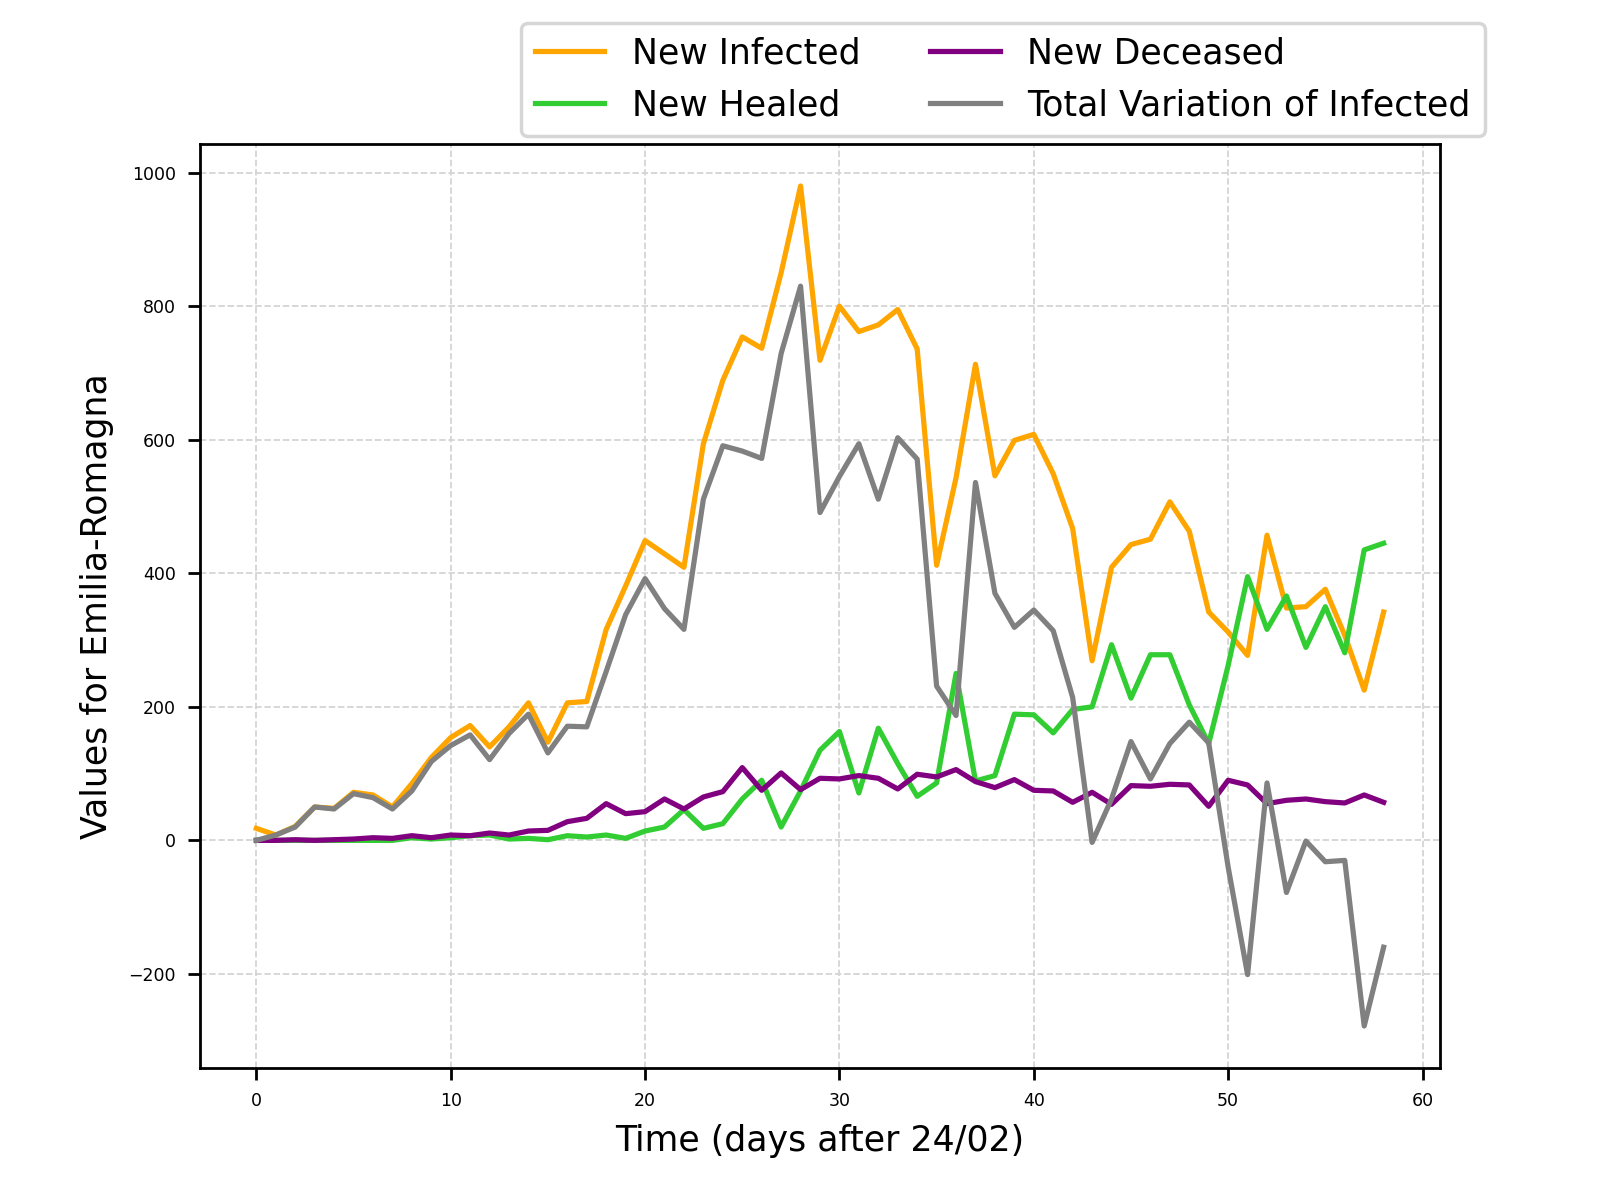 New Infected
New Healed
New Deceased
Total Variation of Infected
1000
800
600
400
200
0
−200
Values for Emilia-Romagna
0 10 20 30 40 50 60
Time (days after 24/02)